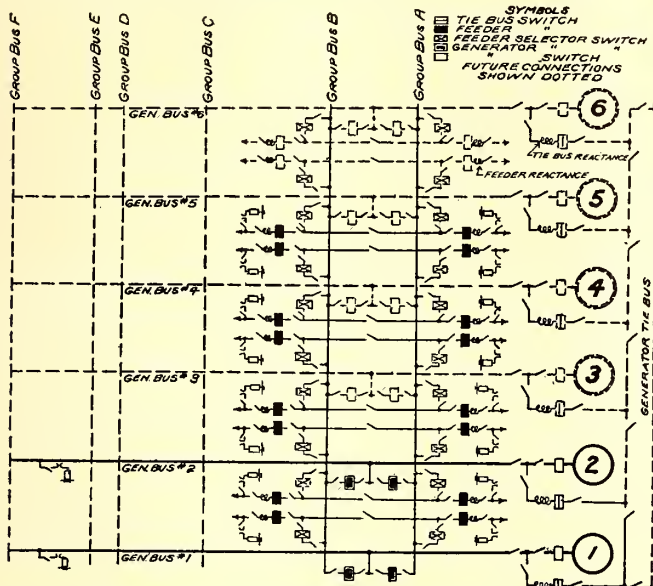 SYMBOLS
TIE BUS SWITCH
FEEDER "
FEEDER SELECTOR SWITCH
GENERATOR " "
" SWITCH
FUTURE CONNECTIONS
SHOWN DOTTED
GROUP BUS F
GROUP BUS E
GROUP BUS D
GROUP BUS C
GROUP BUS B
GROUP BUS A
GEN. BUS #6
6
TIE BUS REACTANCE
FEEDER REACTANCE
GEN. BUS #5
5
GEN. BUS #4
4
GEN. BUS #3
3
GEN. BUS #2
2
GEN. BUS #1
1
GENERATOR TIE BUS